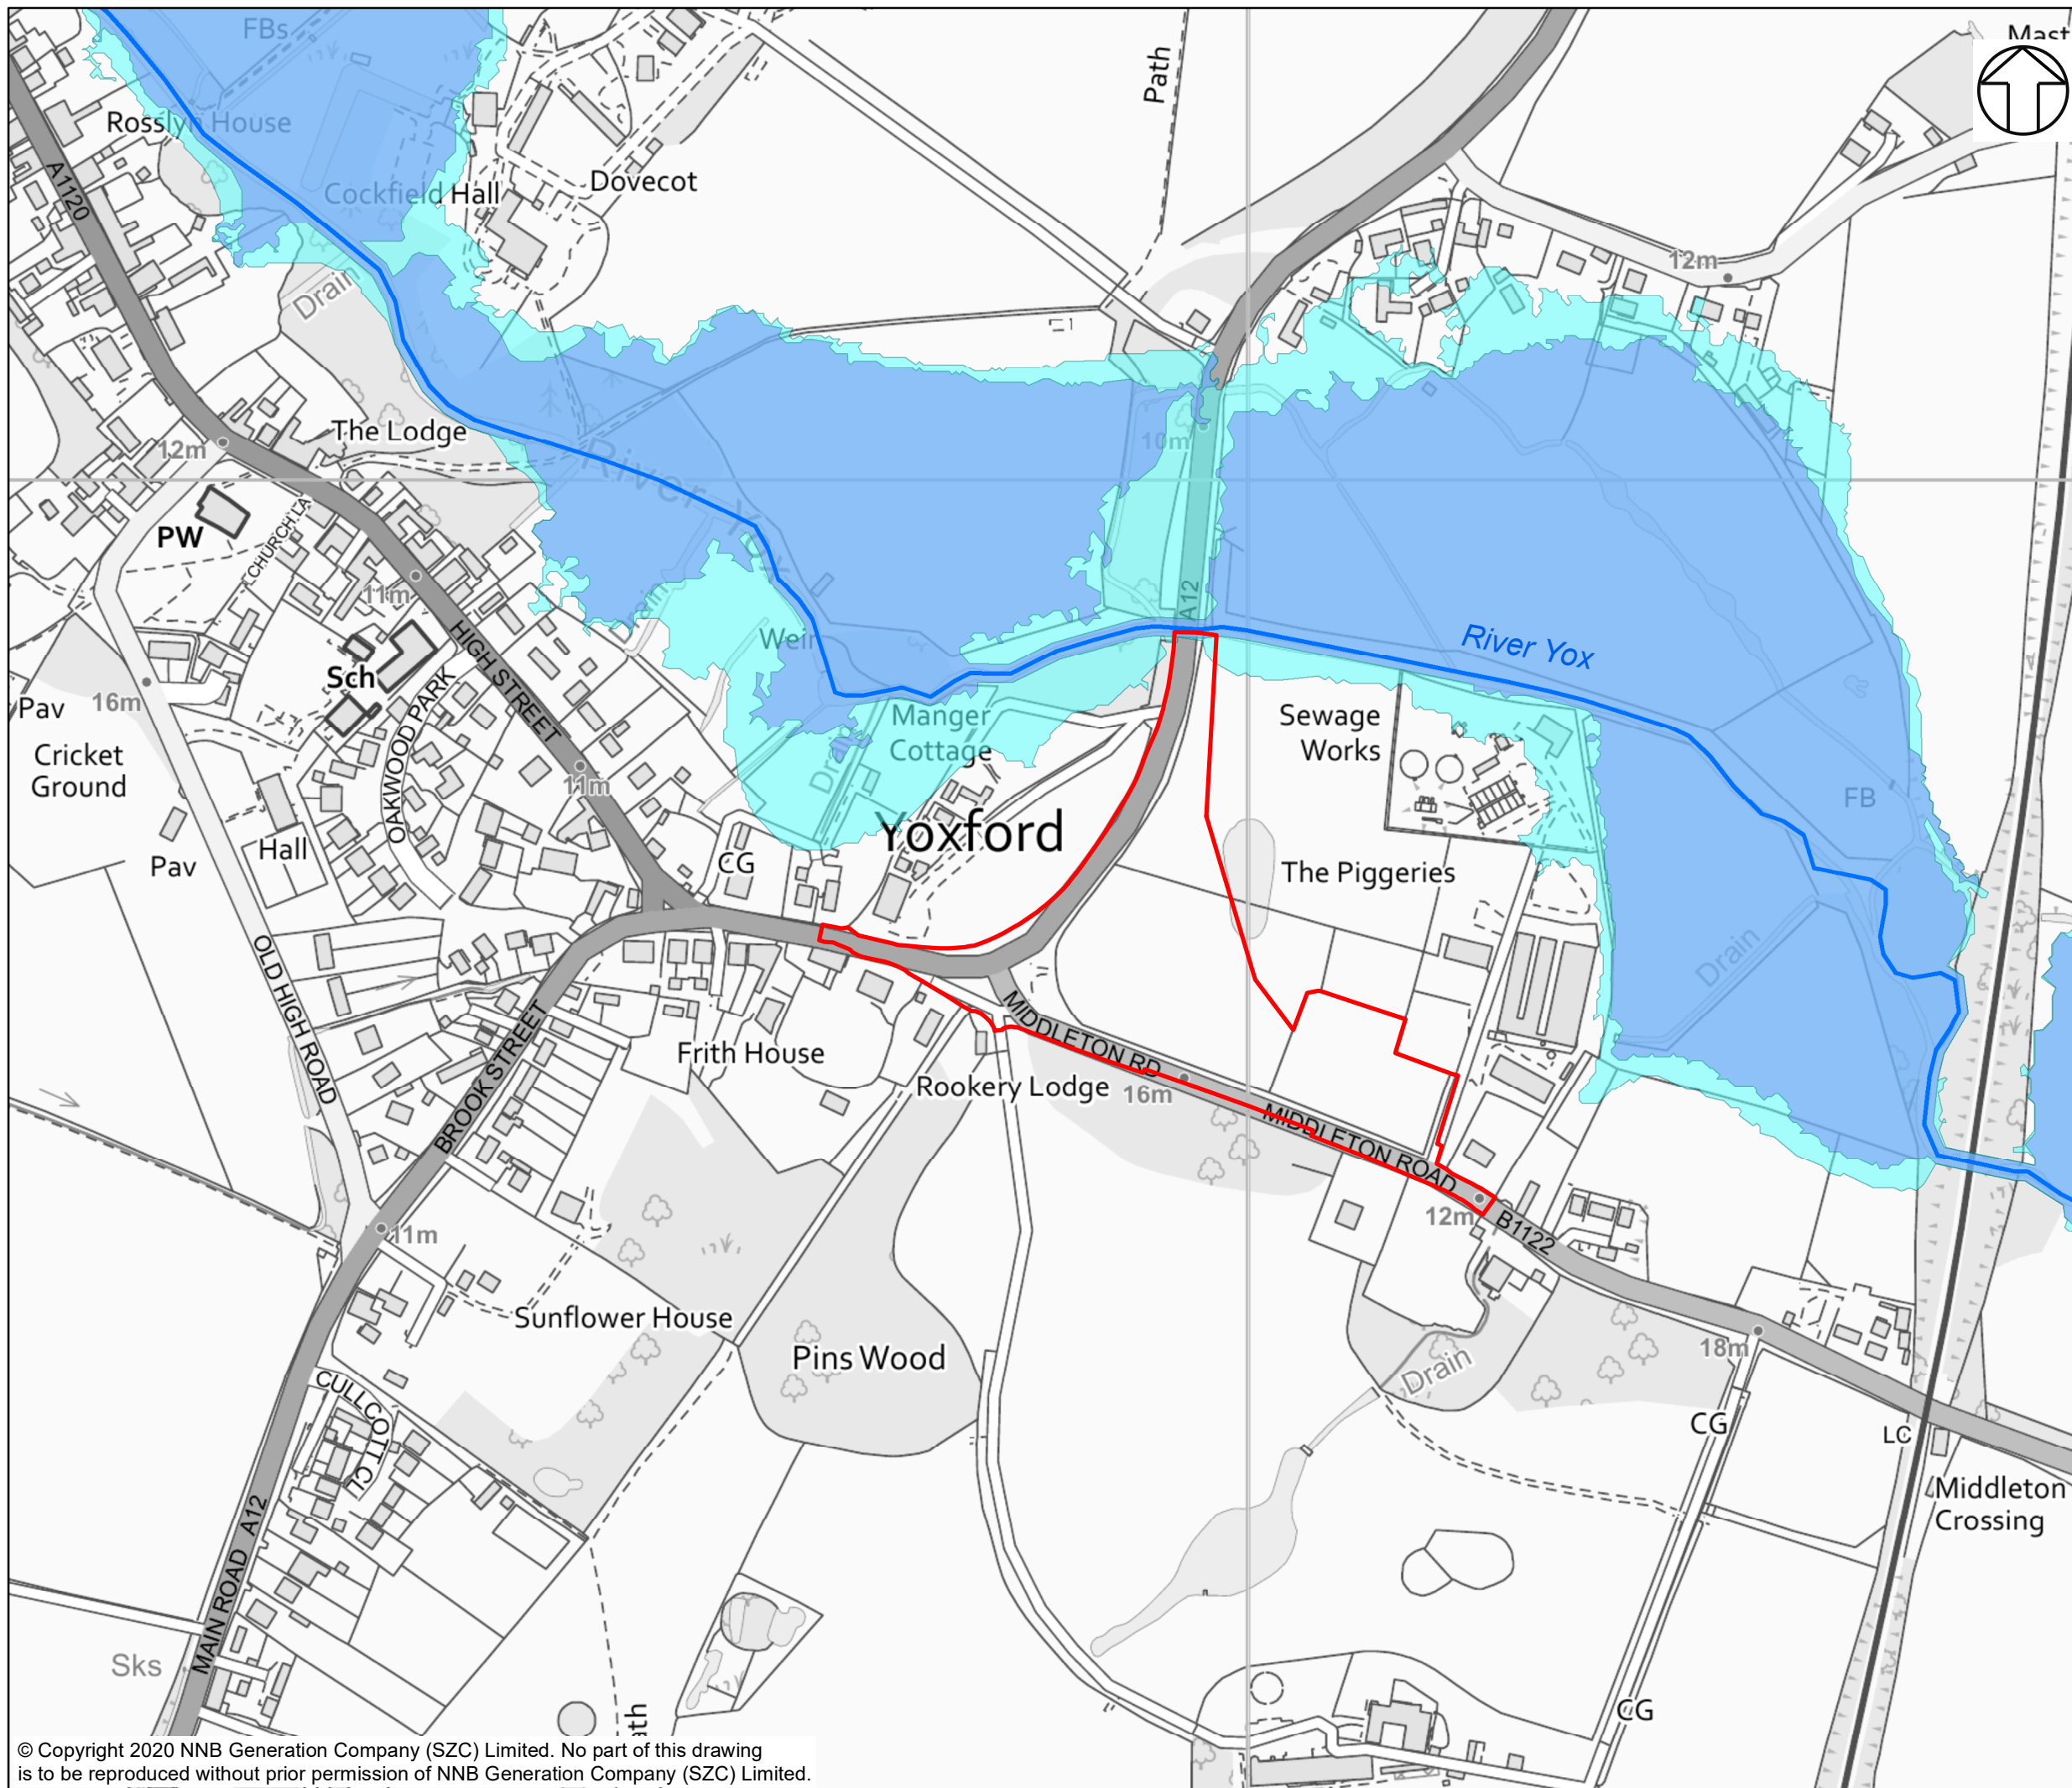 FBs
Mast
Path
Rosslyn House
Cockfield Hall
Dovecot
A1120
Drain
12m
The Lodge
12m
10m
River Yox
PW
CHURCH LA
11m
A12
Drain
Weir
River Yox
HIGH STREET
Sch
OAKWOOD PARK
16m
Pav
Cricket
Ground
Manger
Cottage
Sewage
Works
11m
Drain
FB
Yoxford
Hall
Pav
CG
The Piggeries
Drain
OLD HIGH ROAD
BROOK STREET
Frith House
Rookery Lodge
MIDDLETON RD
16m
MIDDLETON ROAD
12m
B1122
11m
Sunflower House
Pins Wood
18m
Drain
CG
LC
CULLCOTT CL
Middleton
Crossing
MAIN ROAD A12
Sks
ath
CG
© Copyright 2020 NNB Generation Company (SZC) Limited. No part of this drawing
is to be reproduced without prior permission of NNB Generation Company (SZC) Limited.